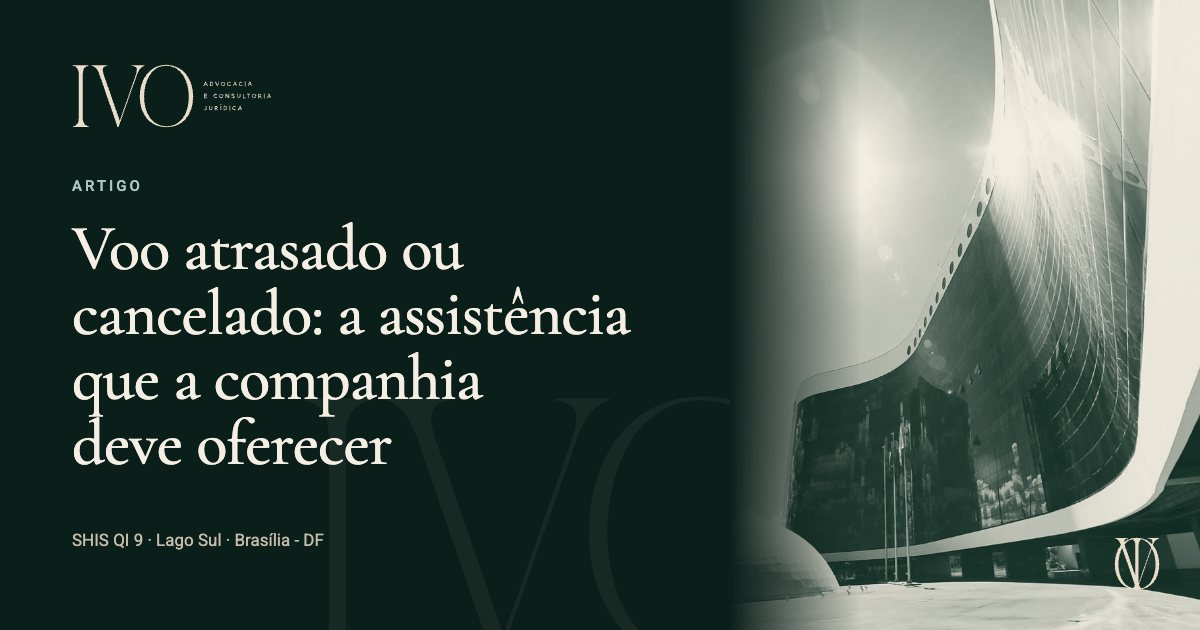 IVO
ADVOCACIA
E CONSULTORIA
JURÍDICA
ARTIGO
Voo atrasado ou
cancelado: a assistência
que a companhia
deve oferecer
SHIS QI 9 · Lago Sul · Brasília - DF